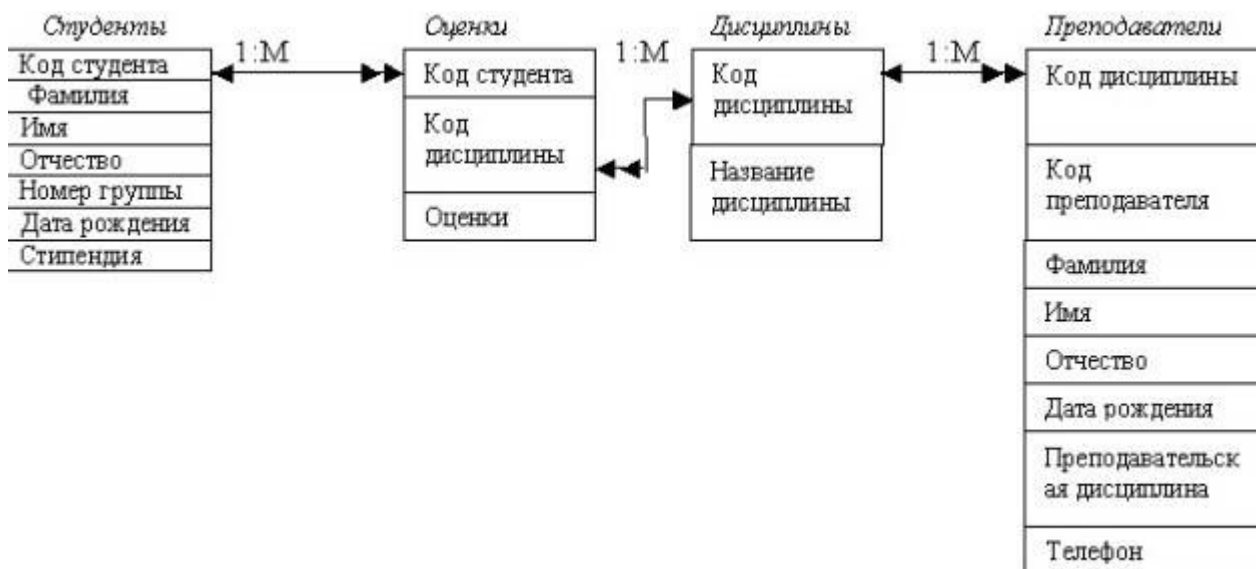 Студенты
Код студента
Фамилия
Имя
Отчество
Номер группы
Дата рождения
Стипендия
1:М
Оценки
Код студента
Код
дисциплины
Оценки
1:М
Дисциплины
Код
дисциплины
Название
дисциплины
1:М
Преподаватели
Код дисциплины
Код
преподавателя
Фамилия
Имя
Отчество
Дата рождения
Преподавательск
ая дисциплина
Телефон